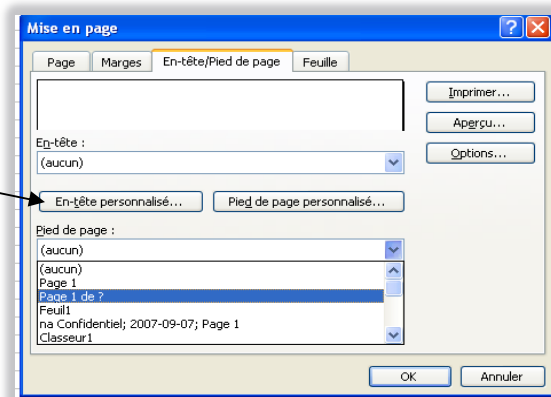 Mise en page
Page Marges En-tête/Pied de page Feuille
Imprimer...
Aperçu...
Options...
En-tête :
(aucun)
En-tête personnalisé... Pied de page personnalisé...
Pied de page :
(aucun)
(aucun)
Page 1
Page 1 de ?
Feuil1
na Confidentiel; 2007-09-07; Page 1
Classeur1
OK Annuler